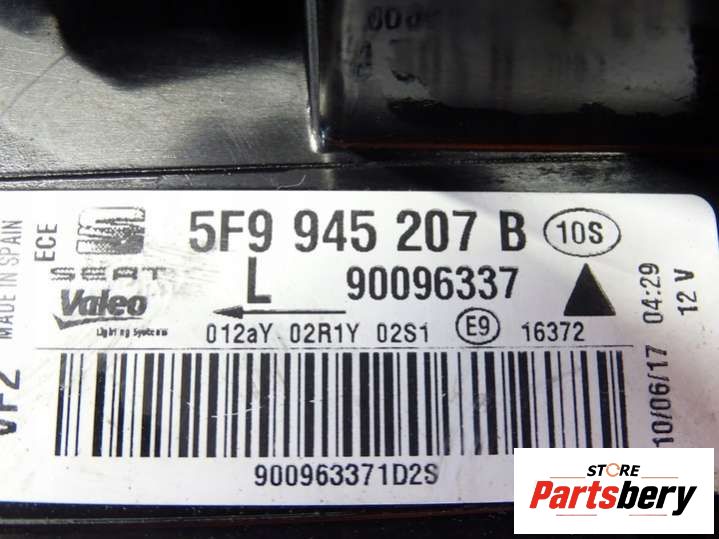 5F9 945 207 B 10S
SEAT
L 90096337
Valeo
Lighting Systems
012aY 02R1Y 02S1 E9 16372
900963371D2S
ECE
MADE IN SPAIN
VF2
10/06/17 04:29
12 V
STORE
Partsbery